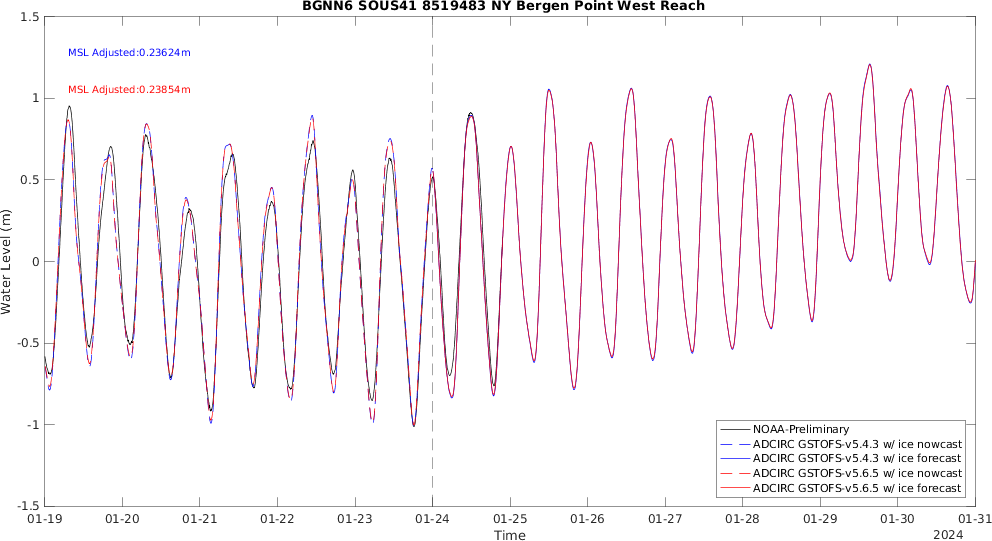 BGNN6 SOUS41 8519483 NY Bergen Point West Reach
1.5
MSL Adjusted:0.23624m
MSL Adjusted:0.23854m
1
0.5
0
-0.5
-1
-1.5
Water Level (m)
NOAA-Preliminary
ADCIRC GSTOFS-v5.4.3 w/ ice nowcast
ADCIRC GSTOFS-v5.4.3 w/ ice forecast
ADCIRC GSTOFS-v5.6.5 w/ ice nowcast
ADCIRC GSTOFS-v5.6.5 w/ ice forecast
01-19 01-20 01-21 01-22 01-23 01-24 01-25 01-26 01-27 01-28 01-29 01-30 01-31
Time
2024